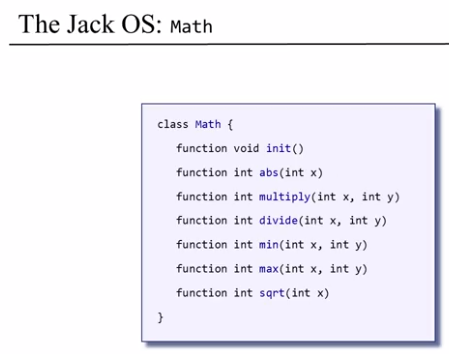 The Jack OS: Math
class Math {
function void init()
function int abs(int x)
function int multiply(int x, int y)
function int divide(int x, int y)
function int min(int x, int y)
function int max(int x, int y)
function int sqrt(int x)
}